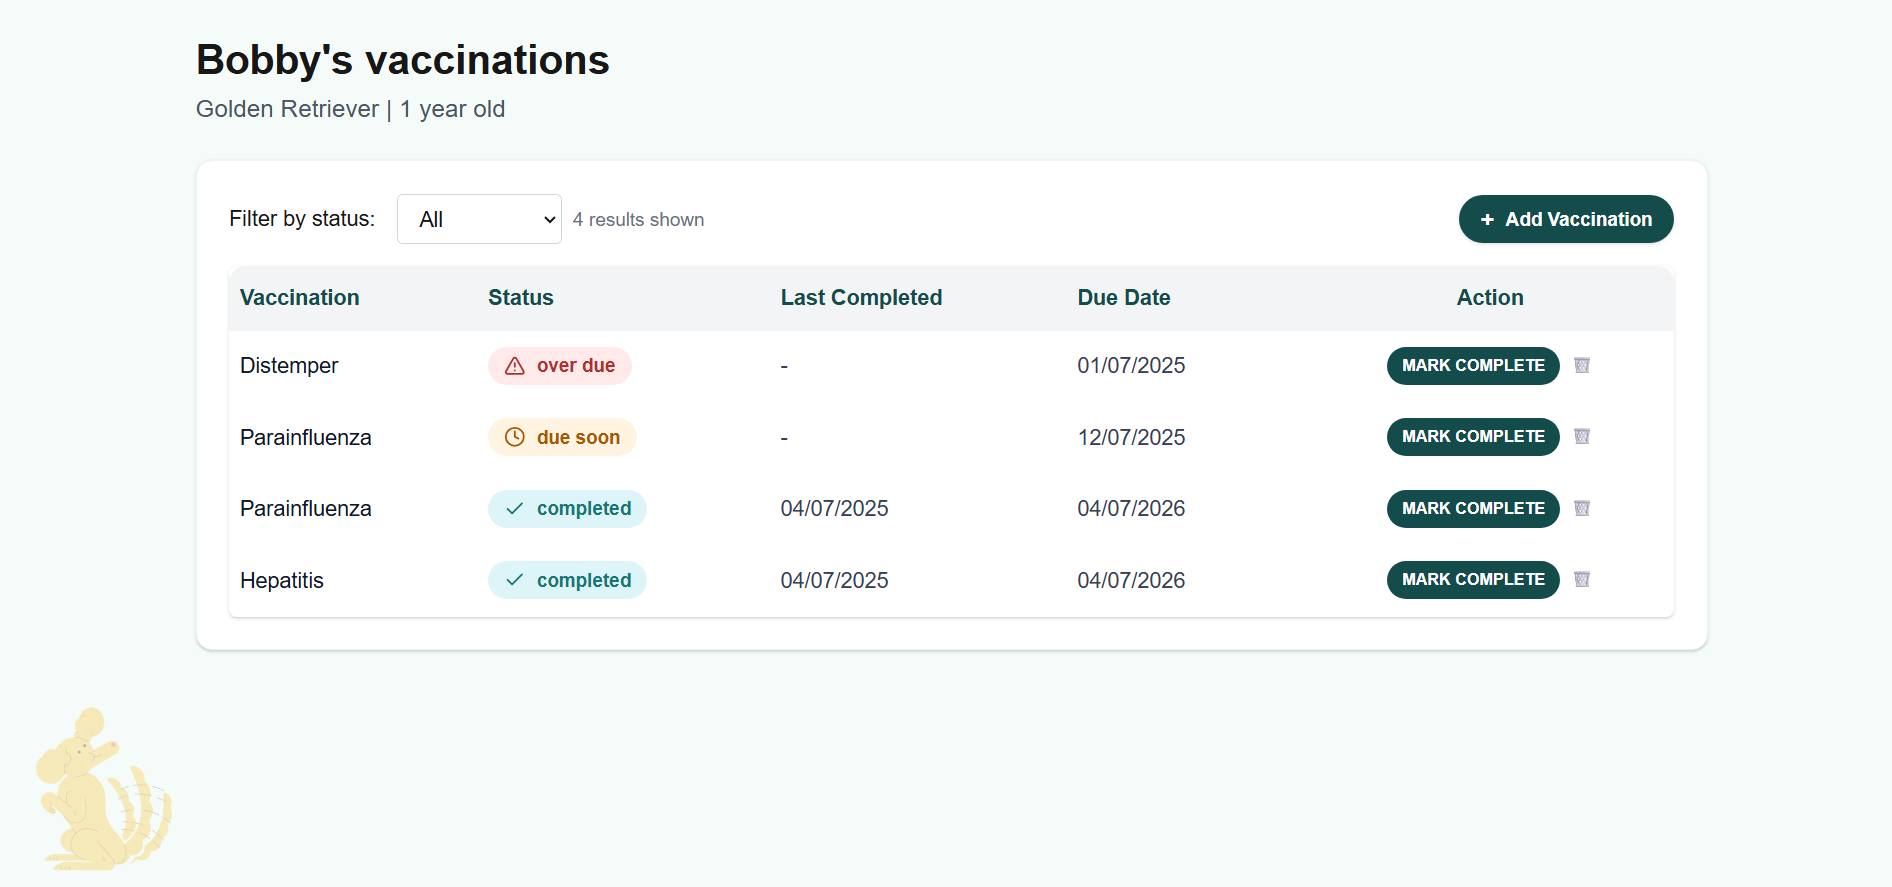 Bobby's vaccinations
Golden Retriever | 1 year old
Filter by status: All 4 results shown + Add Vaccination
Vaccination Status Last Completed Due Date Action
Distemper over due - 01/07/2025 MARK COMPLETE
Parainfluenza due soon - 12/07/2025 MARK COMPLETE
Parainfluenza completed 04/07/2025 04/07/2026 MARK COMPLETE
Hepatitis completed 04/07/2025 04/07/2026 MARK COMPLETE